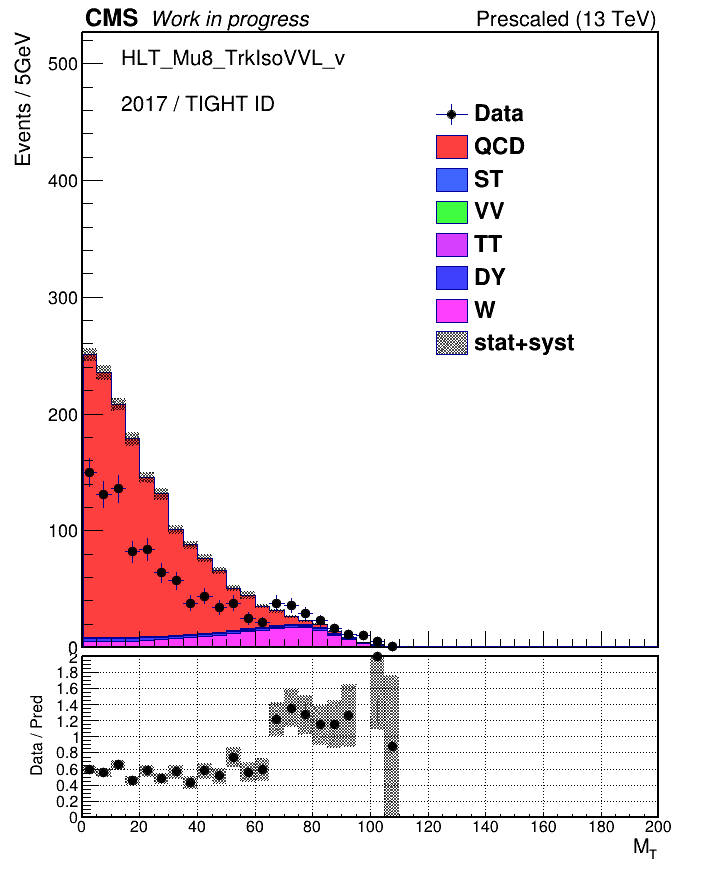 CMS Work in progress Prescaled (13 TeV)
Events / 5GeV
HLT_Mu8_TrkIsoVVL_v
2017 / TIGHT ID
Data
QCD
ST
VV
TT
DY
W
stat+syst
500
400
300
200
100
0
Data / Pred
2
1.8
1.6
1.4
1.2
1
0.8
0.6
0.4
0.2
0
0 20 40 60 80 100 120 140 160 180 200
M_T